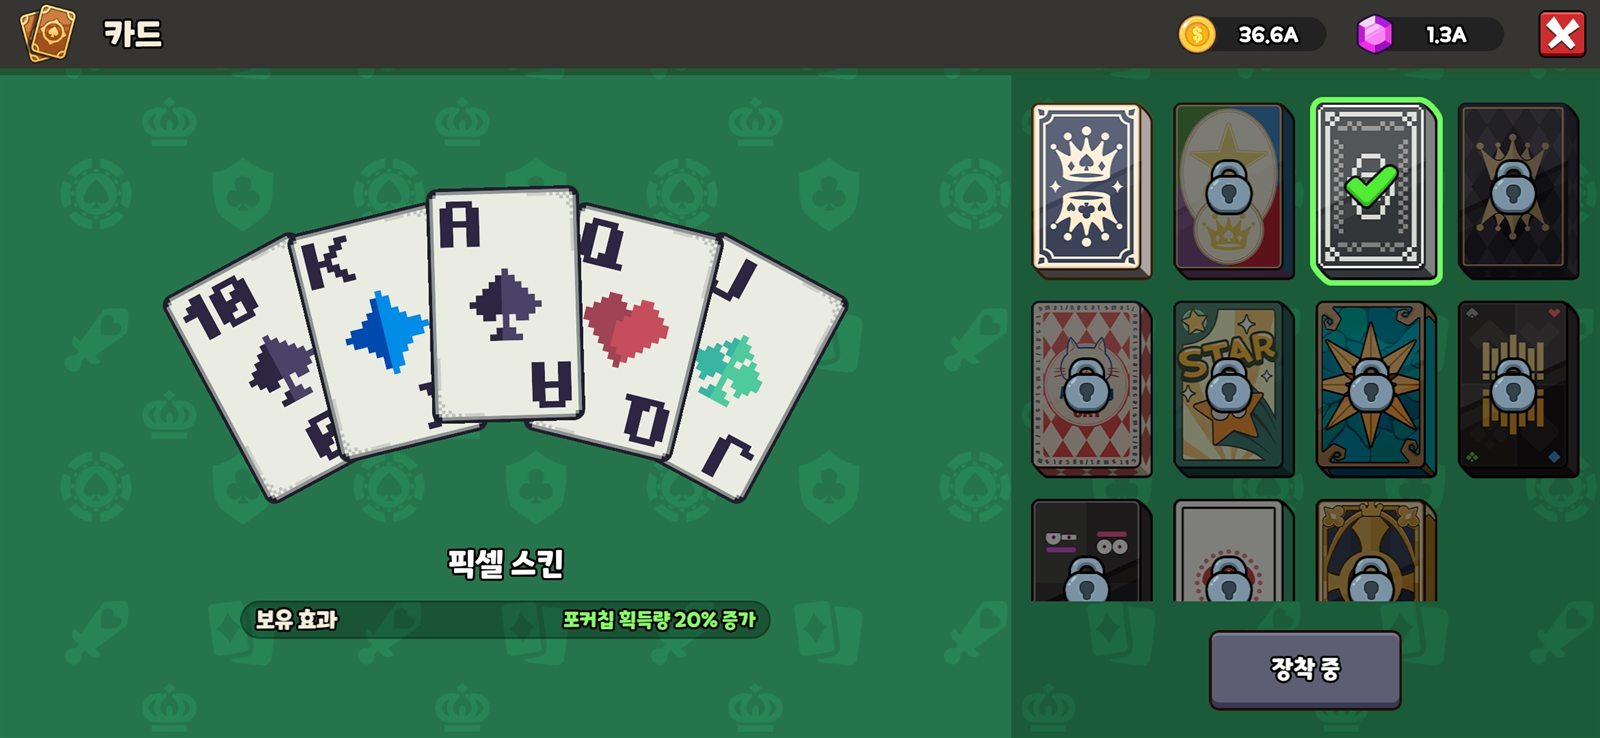 카드
36.6A
1.3A
10
K
A
Q
J
A
Q
J
STAR
픽셀 스킨
보유 효과
포커칩 획득량 20% 증가
장착 중